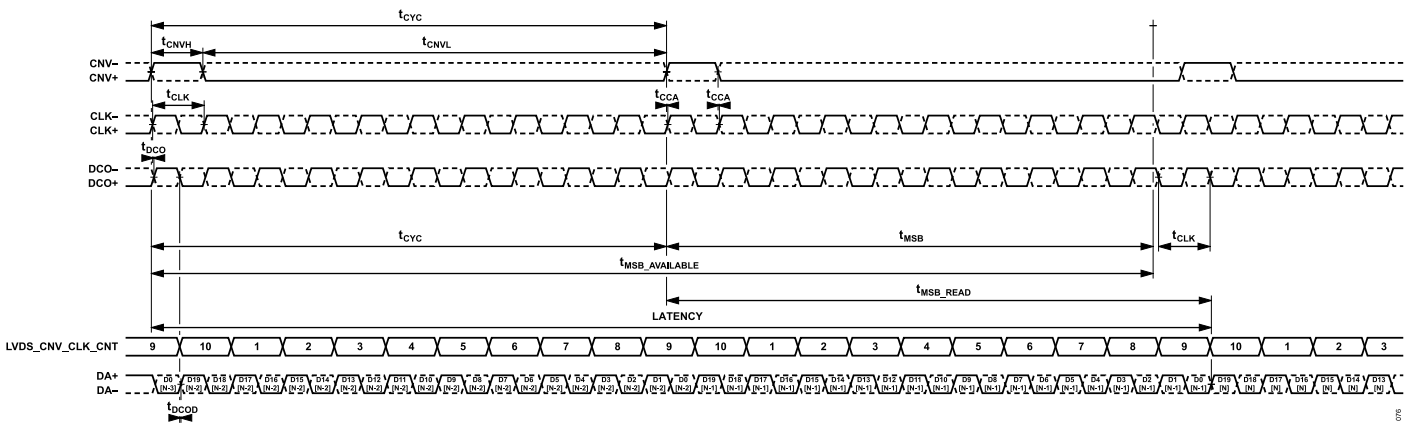 tCYC
tCNVH tCNVL
CNV–
CNV+
tCLK tCCA tCCA
CLK–
CLK+
tDCO
DCO–
DCO+
tCYC tMSB tCLK
tMSB_AVAILABLE
tMSB_READ
LATENCY
LVDS_CNV_CLK_CNT 9 10 1 2 3 4 5 6 7 8 9 10 1 2 3 4 5 6 7 8 9 10 1 2 3
DA+ D0 D19 D18 D17 D16 D15 D14 D13 D12 D11 D10 D9 D8 D7 D6 D5 D4 D3 D2 D1 D0 D19 D18 D17 D16 D15 D14 D13 D12 D11 D10 D9 D8 D7 D6 D5 D4 D3 D2 D1 D0 D19 D18 D17 D16 D15 D14 D13
DA– [N-3] [N-2] [N-2] [N-2] [N-2] [N-2] [N-2] [N-2] [N-2] [N-2] [N-2] [N-2] [N-2] [N-2] [N-2] [N-2] [N-2] [N-2] [N-2] [N-2] [N-2] [N-1] [N-1] [N-1] [N-1] [N-1] [N-1] [N-1] [N-1] [N-1] [N-1] [N-1] [N-1] [N-1] [N-1] [N-1] [N-1] [N-1] [N-1] [N-1] [N-1] [N] [N] [N] [N] [N] [N] [N]
tDCOD
076